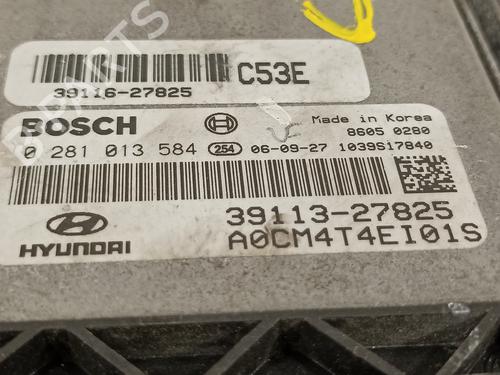 C53E
39116-27825
BOSCH
Made in Korea
8605 0280
0 281 013 584 254 06-09-27 1039S17840
39113-27825
HYUNDAI
A0CM4T4EI01S
PARTS